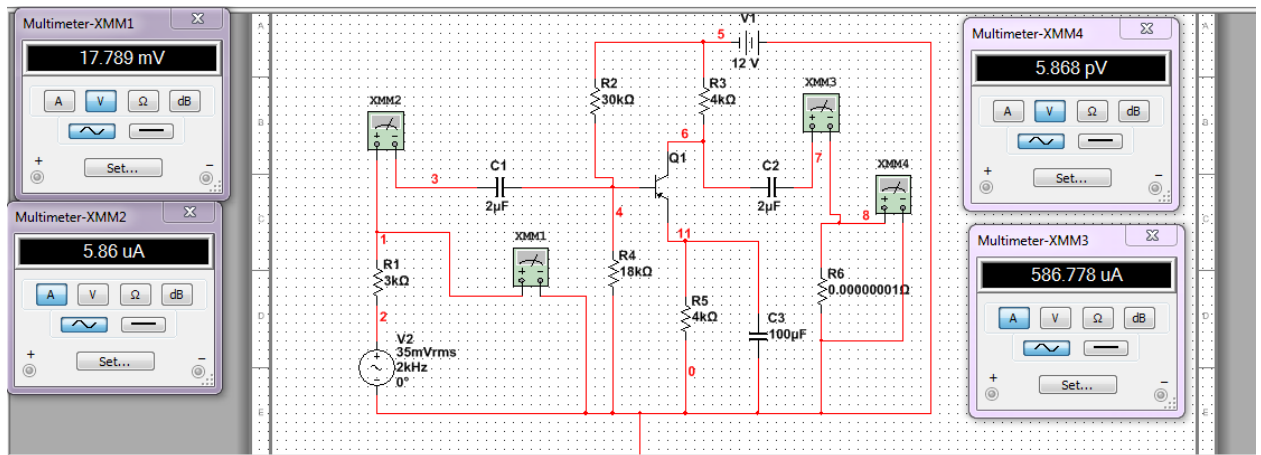 Multimeter-XMM1
17.789 mV
A V Ω dB
+ Set... −
Multimeter-XMM2
5.86 uA
A V Ω dB
+ Set... −
V1
5
12 V
R2
30kΩ
R3
4kΩ
XMM3
XMM2
6
Q1
7
C1
3
2µF
C2
2µF
XMM4
4
8
1
XMM1
11
R1
3kΩ
R4
18kΩ
R6
0.00000001Ω
2
R5
4kΩ
C3
100µF
V2
35mVrms
2kHz
0°
0
Multimeter-XMM4
5.868 pV
A V Ω dB
+ Set... −
Multimeter-XMM3
586.778 uA
A V Ω dB
+ Set... −